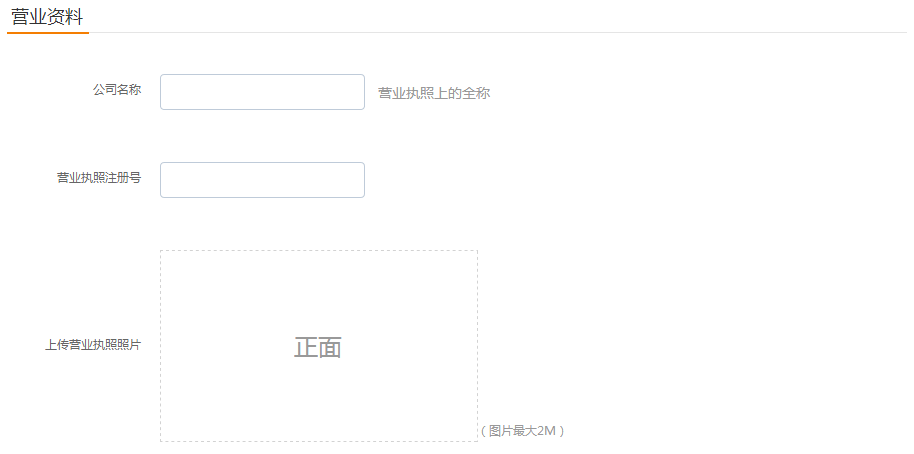 营业资料
公司名称
营业执照上的全称
营业执照注册号
上传营业执照照片
正面
(图片最大2M)